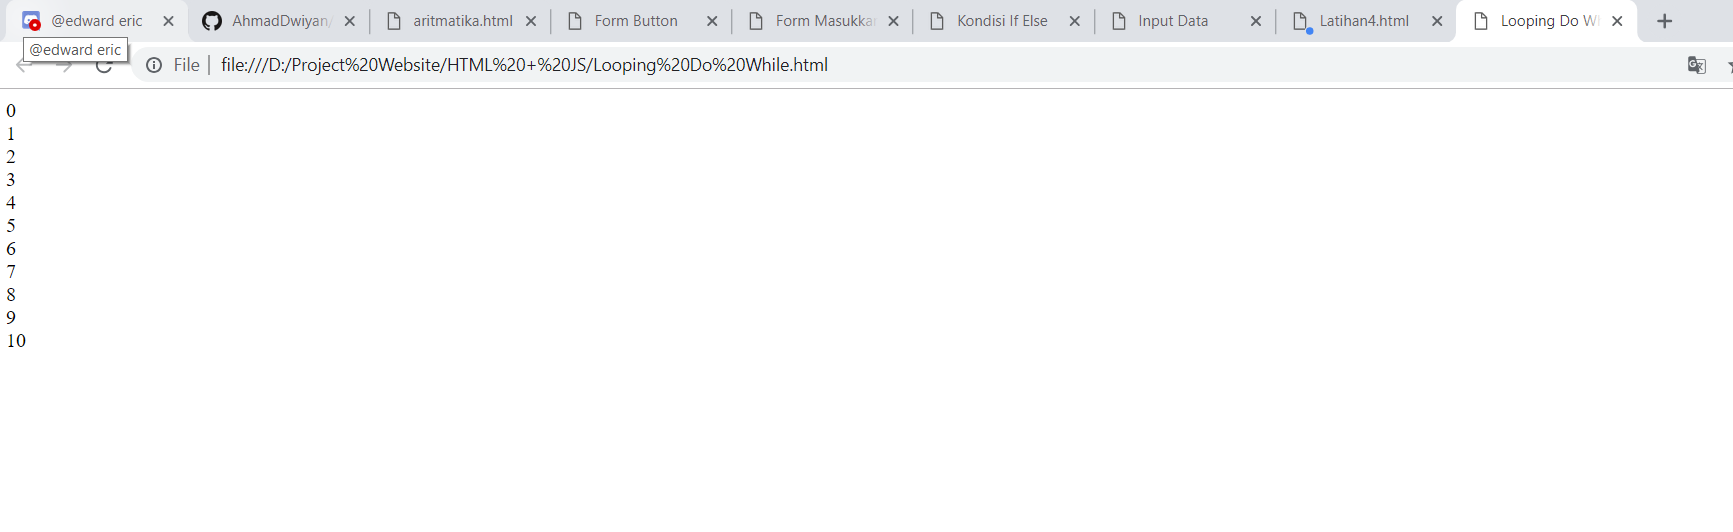 @edward eric
AhmadDwiyan/
aritmatika.html
Form Button
Form Masukkan
Kondisi If Else
Input Data
Latihan4.html
Looping Do Wh
@edward eric
File
file:///D:/Project%20Website/HTML%20+%20JS/Looping%20Do%20While.html
0
1
2
3
4
5
6
7
8
9
10